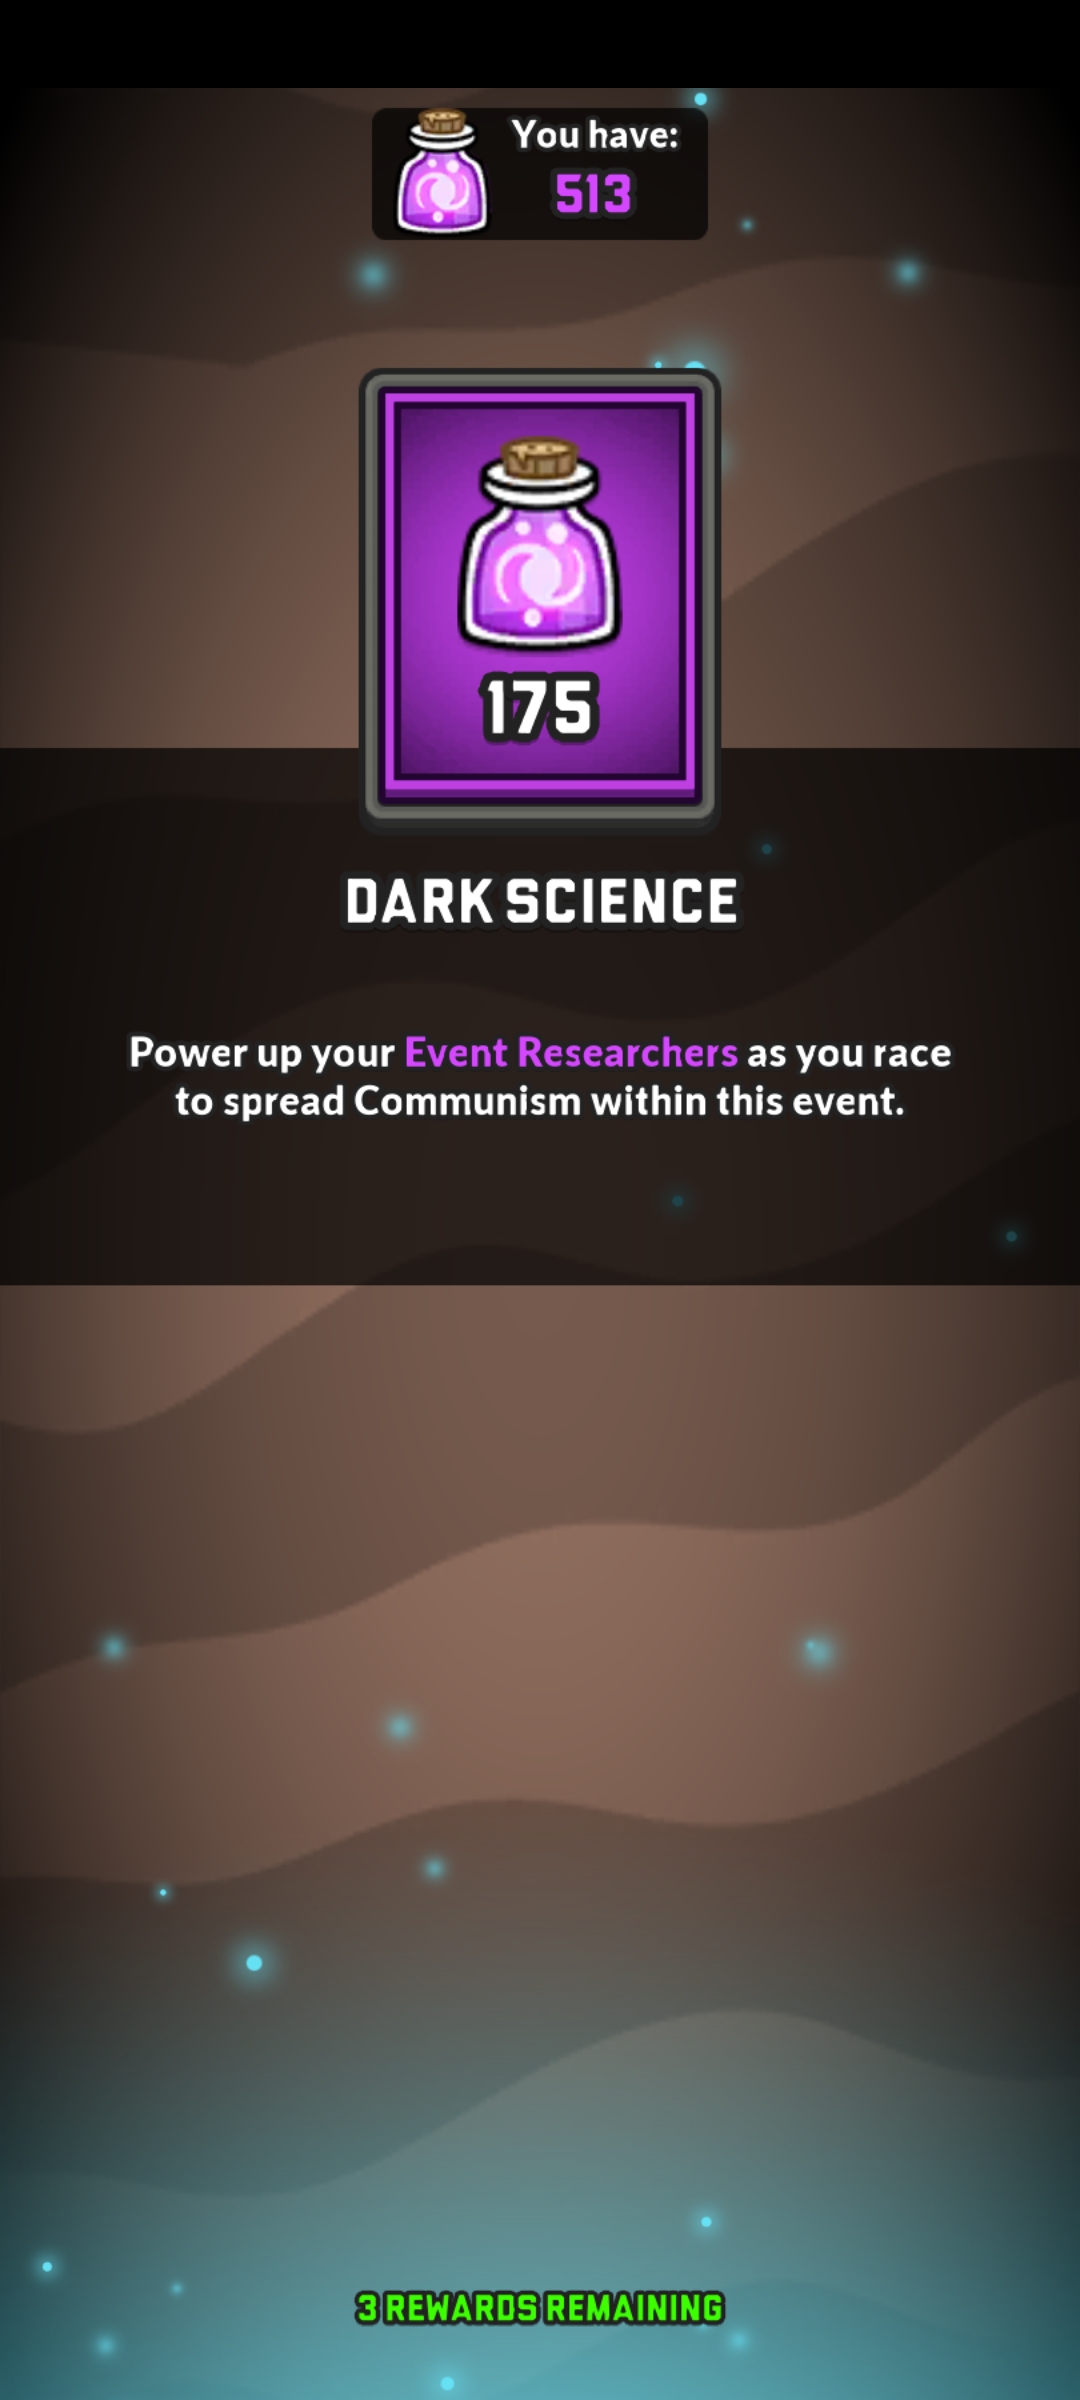 You have:
513
175
DARK SCIENCE
Power up your Event Researchers as you race
to spread Communism within this event.
3 REWARDS REMAINING